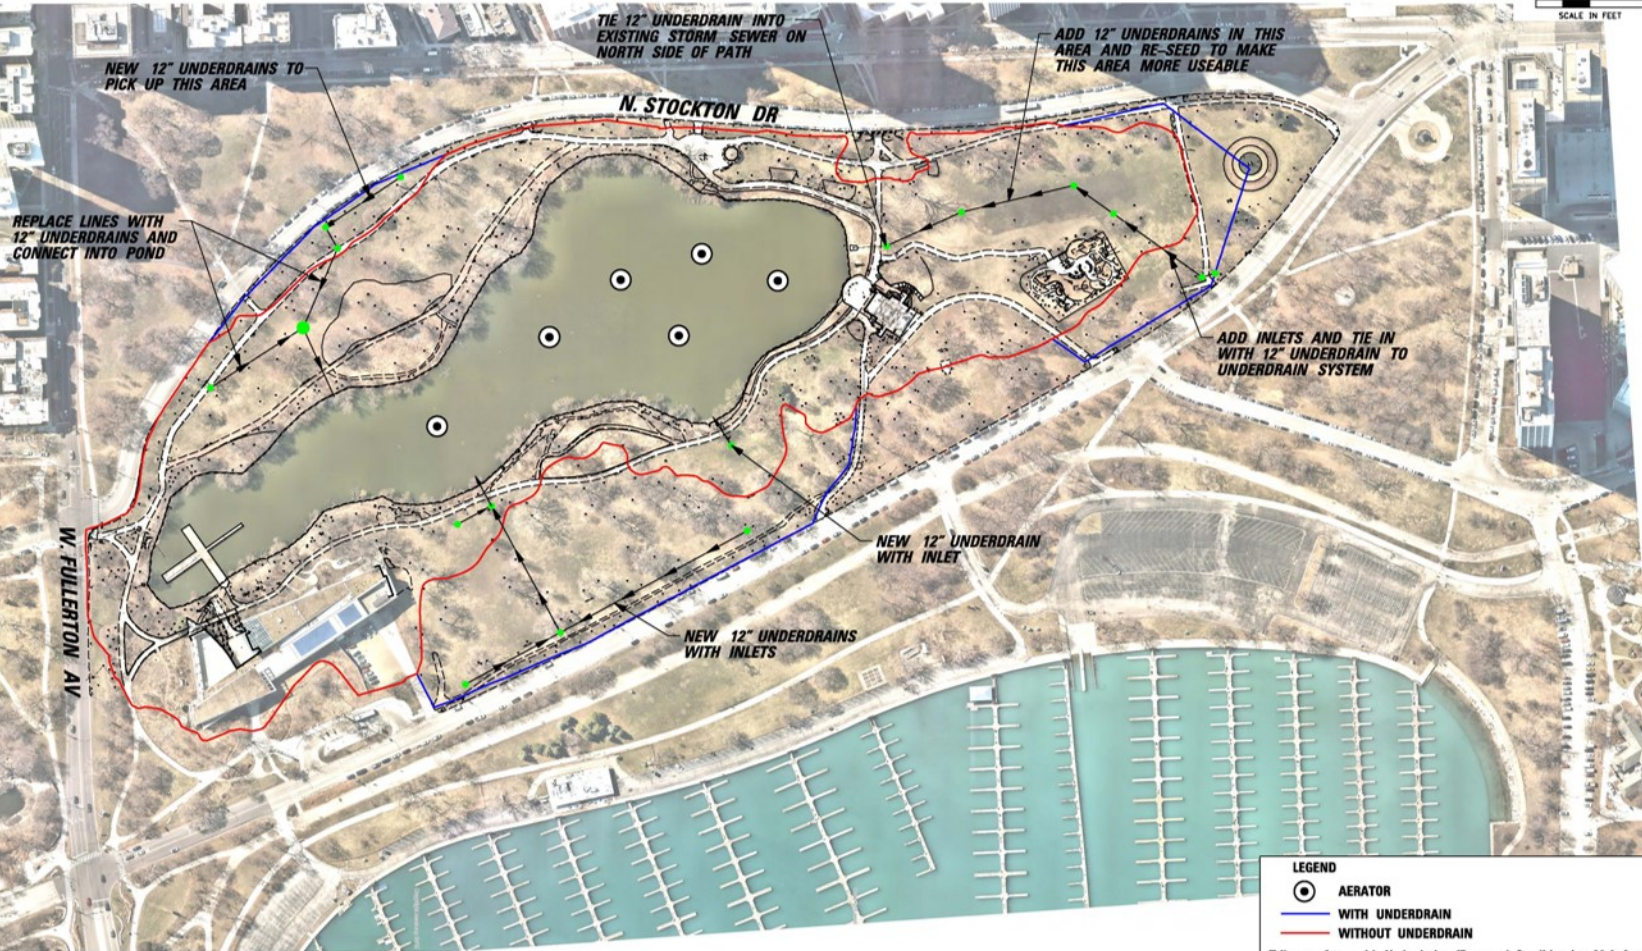 SCALE IN FEET
TIE 12" UNDERDRAIN INTO
EXISTING STORM SEWER ON
NORTH SIDE OF PATH
ADD 12" UNDERDRAINS IN THIS
AREA AND RE-SEED TO MAKE
THIS AREA MORE USEABLE
NEW 12" UNDERDRAINS TO
PICK UP THIS AREA
N. STOCKTON DR
REPLACE LINES WITH
12" UNDERDRAINS AND
CONNECT INTO POND
ADD INLETS AND TIE IN
WITH 12" UNDERDRAIN TO
UNDERDRAIN SYSTEM
W. FULLERTON AV
NEW 12" UNDERDRAIN
WITH INLET
NEW 12" UNDERDRAINS
WITH INLETS
LEGEND
AERATOR
WITH UNDERDRAIN
WITHOUT UNDERDRAIN